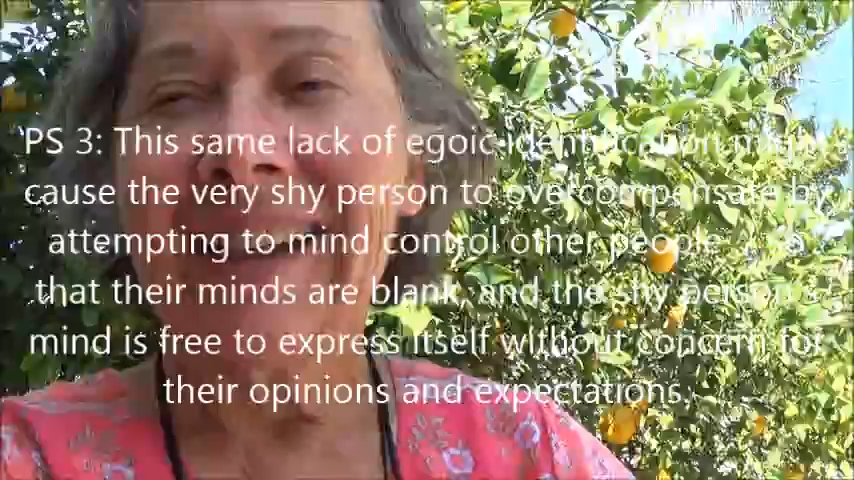 PS 3: This same lack of egoic identification might
cause the very shy person to overcompensate by
attempting to mind control other people . . . so
that their minds are blank, and the shy person's
mind is free to express itself without concern for
their opinions and expectations.